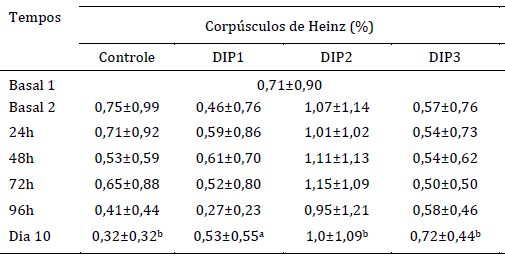 Tempos Corpúsculos de Heinz (%)
Controle DIP1 DIP2 DIP3
Basal 1 0,71±0,90
Basal 2 0,75±0,99 0,46±0,76 1,07±1,14 0,57±0,76
24h 0,71±0,92 0,59±0,86 1,01±1,02 0,54±0,73
48h 0,53±0,59 0,61±0,70 1,11±1,13 0,54±0,62
72h 0,65±0,88 0,52±0,80 1,15±1,09 0,50±0,50
96h 0,41±0,44 0,27±0,23 0,95±1,21 0,58±0,46
Dia 10 0,32±0,32ᵇ 0,53±0,55ᵃ 1,0±1,09ᵇ 0,72±0,44ᵇ